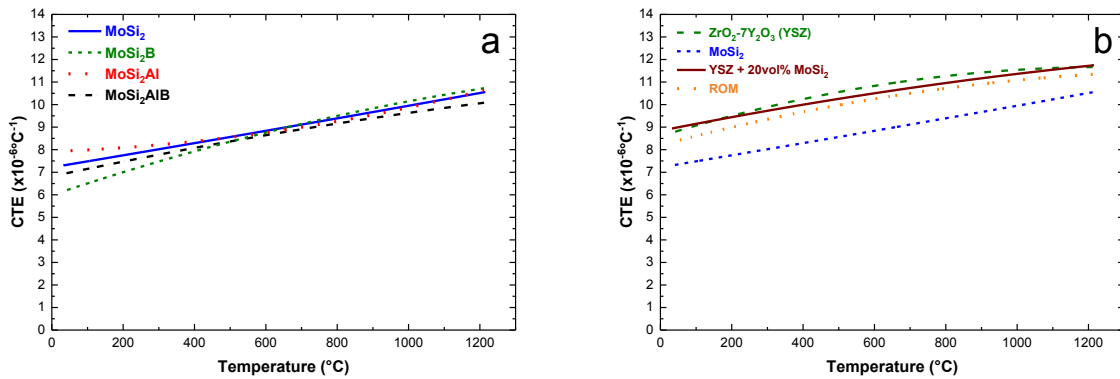 a
MoSi₂
MoSi₂B
MoSi₂Al
MoSi₂AlB
CTE (x10⁻⁶°C⁻¹)
14
13
12
11
10
9
8
7
6
5
4
3
2
1
0
0 200 400 600 800 1000 1200
Temperature (°C)
b
ZrO₂-7Y₂O₃ (YSZ)
MoSi₂
YSZ + 20vol% MoSi₂
ROM
CTE (x10⁻⁶°C⁻¹)
14
13
12
11
10
9
8
7
6
5
4
3
2
1
0
0 200 400 600 800 1000 1200
Temperature (°C)